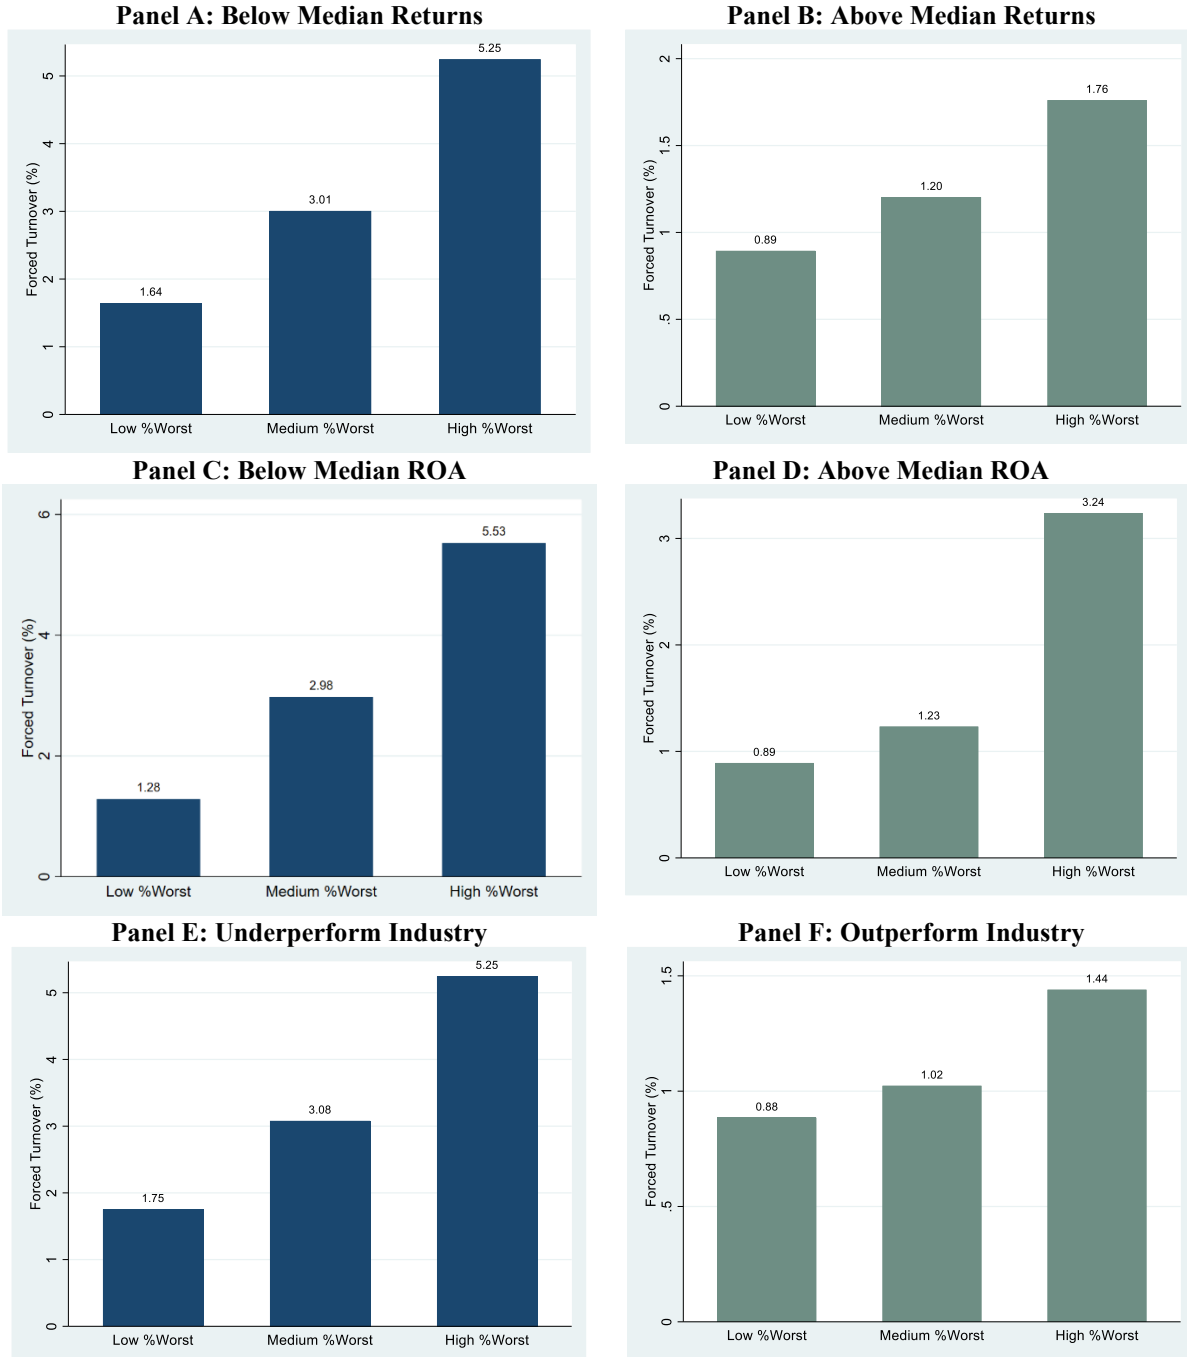 Panel A: Below Median Returns
Forced Turnover (%)
5
4
3
2
1
0
1.64
3.01
5.25
Low %Worst Medium %Worst High %Worst
Panel B: Above Median Returns
Forced Turnover (%)
2
1.5
1
.5
0
0.89
1.20
1.76
Low %Worst Medium %Worst High %Worst
Panel C: Below Median ROA
Forced Turnover (%)
6
4
2
0
1.28
2.98
5.53
Low %Worst Medium %Worst High %Worst
Panel D: Above Median ROA
Forced Turnover (%)
3
2
1
0
0.89
1.23
3.24
Low %Worst Medium %Worst High %Worst
Panel E: Underperform Industry
Forced Turnover (%)
5
4
3
2
1
0
1.75
3.08
5.25
Low %Worst Medium %Worst High %Worst
Panel F: Outperform Industry
Forced Turnover (%)
1.5
1
.5
0
0.88
1.02
1.44
Low %Worst Medium %Worst High %Worst